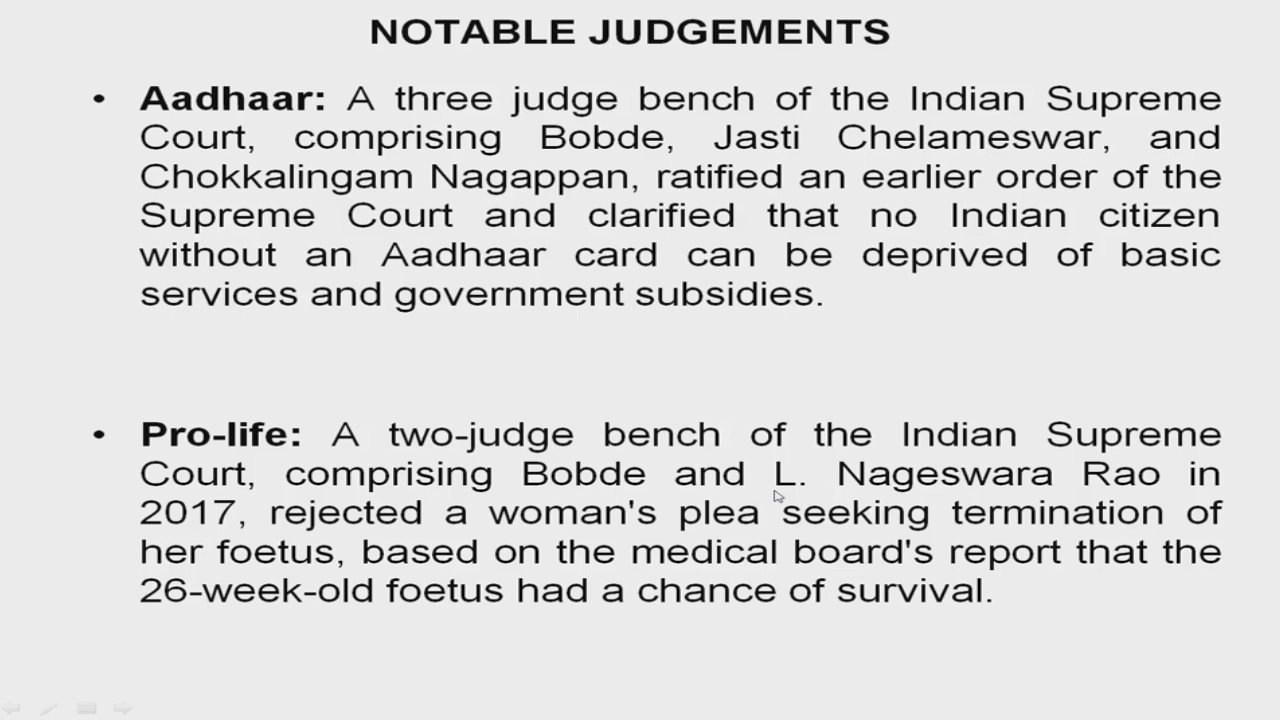 NOTABLE JUDGEMENTS
• Aadhaar: A three judge bench of the Indian Supreme
Court, comprising Bobde, Jasti Chelameswar, and
Chokkalingam Nagappan, ratified an earlier order of the
Supreme Court and clarified that no Indian citizen
without an Aadhaar card can be deprived of basic
services and government subsidies.
• Pro-life: A two-judge bench of the Indian Supreme
Court, comprising Bobde and L. Nageswara Rao in
2017, rejected a woman's plea seeking termination of
her foetus, based on the medical board's report that the
26-week-old foetus had a chance of survival.